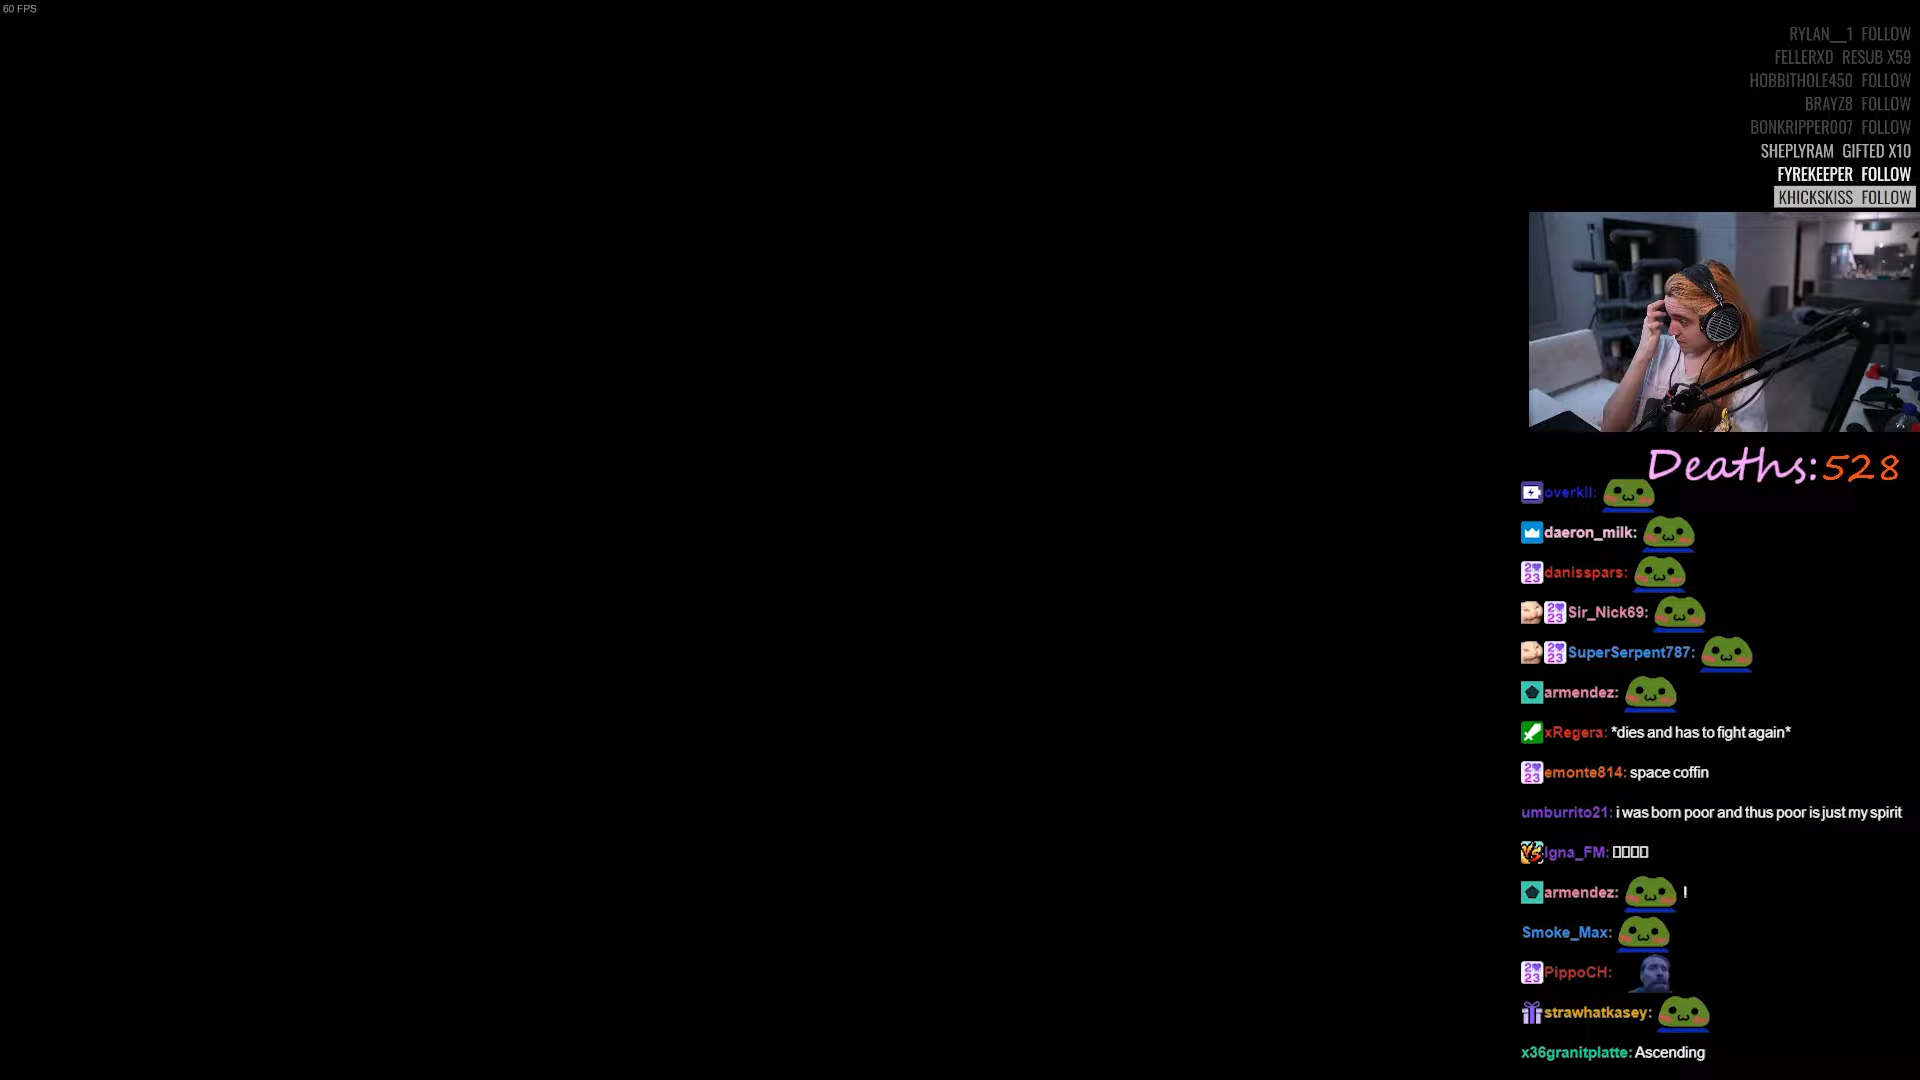 60 FPS
RYLAN__1 FOLLOW
FELLERXD RESUB X59
HOBBITHOLE450 FOLLOW
BRAYZ8 FOLLOW
BONKRIPPER007 FOLLOW
SHEPLYRAM GIFTED X10
FYREKEEPER FOLLOW
KHICKSKISS FOLLOW
Deaths:528
overkll:
daeron_milk:
danisspars:
Sir_Nick69:
SuperSerpent787:
armendez:
xRegera: *dies and has to fight again*
emonte814: space coffin
umburrito21: i was born poor and thus poor is just my spirit
Igna_FM:
armendez: !
Smoke_Max:
PippoCH:
strawhatkasey:
x36granitplatte: Ascending